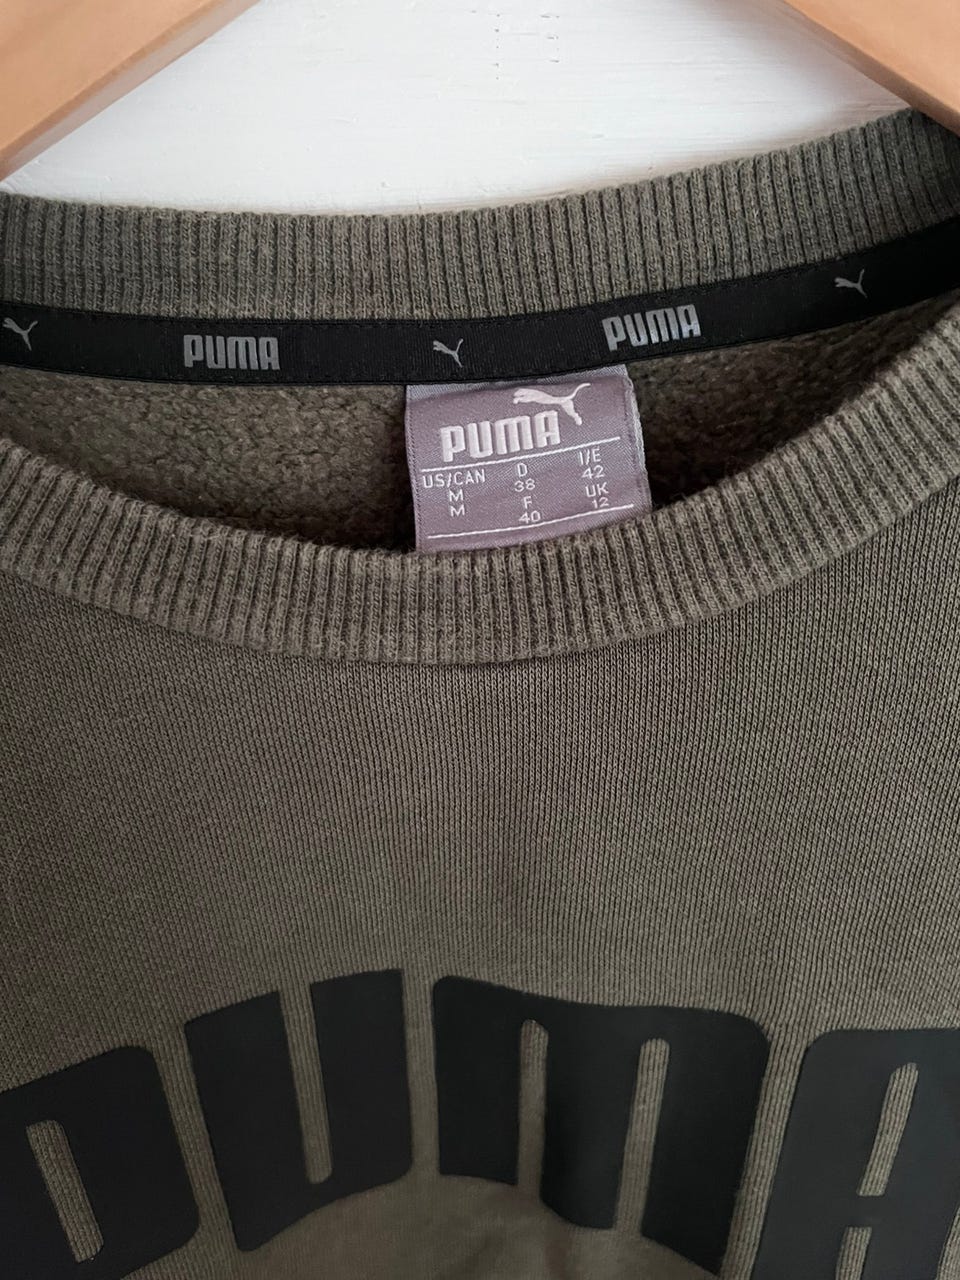 PUMA PUMA
PUMA
US/CAN D I/E
M 38 42
M F UK
40 12
PUMA